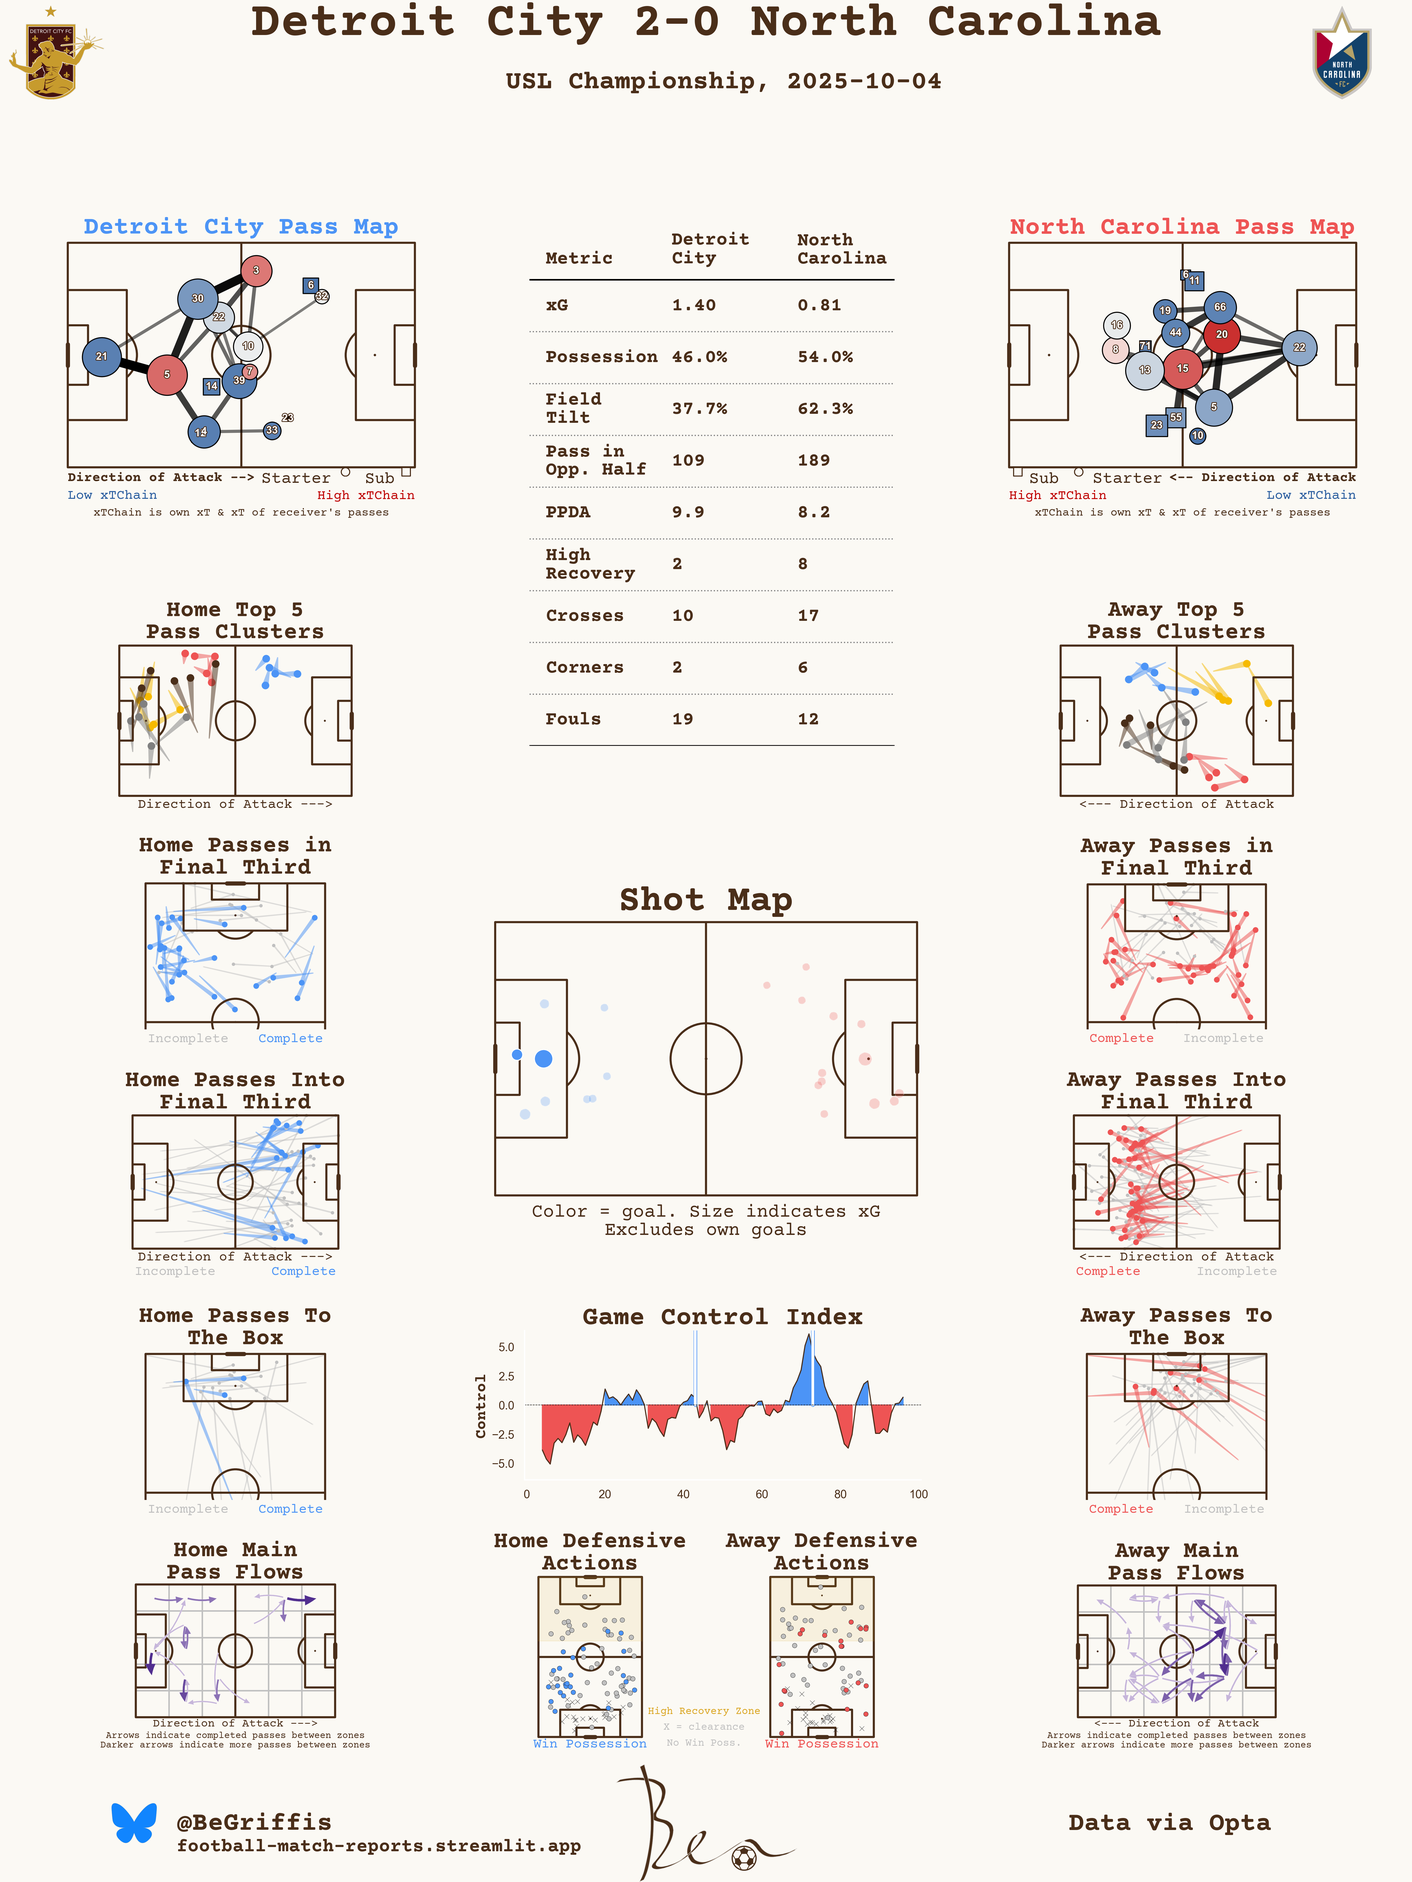 Detroit City 2-0 North Carolina
USL Championship, 2025-10-04
DETROIT CITY FC
NORTH
CAROLINA
FC
Detroit City Pass Map
3
6
32
30
22
10
21
5
7
14
39
23
33
Direction of Attack --> Starter Sub
Low xTChain High xTChain
xTChain is own xT & xT of receiver's passes
Metric Detroit City North Carolina
xG 1.40 0.81
Possession 46.0% 54.0%
Field Tilt 37.7% 62.3%
Pass in Opp. Half 109 189
PPDA 9.9 8.2
High Recovery 2 8
Crosses 10 17
Corners 2 6
Fouls 19 12
North Carolina Pass Map
6
11
19
66
16
44
20
8
71
22
13
15
5
55
23
10
Sub Starter <-- Direction of Attack
High xTChain Low xTChain
xTChain is own xT & xT of receiver's passes
Home Top 5
Pass Clusters
Direction of Attack --->
Away Top 5
Pass Clusters
<--- Direction of Attack
Home Passes in
Final Third
Incomplete Complete
Away Passes in
Final Third
Complete Incomplete
Shot Map
Color = goal. Size indicates xG
Excludes own goals
Home Passes Into
Final Third
Direction of Attack --->
Incomplete Complete
Away Passes Into
Final Third
<--- Direction of Attack
Complete Incomplete
Home Passes To
The Box
Incomplete Complete
Game Control Index
Control
5.0
2.5
0.0
−2.5
−5.0
0 20 40 60 80 100
Away Passes To
The Box
Complete Incomplete
Home Main
Pass Flows
Direction of Attack --->
Arrows indicate completed passes between zones
Darker arrows indicate more passes between zones
Home Defensive
Actions
Win Possession
Away Defensive
Actions
Win Possession
High Recovery Zone
X = clearance
No Win Poss.
Away Main
Pass Flows
<--- Direction of Attack
Arrows indicate completed passes between zones
Darker arrows indicate more passes between zones
@BeGriffis
football-match-reports.streamlit.app
Ben
Data via Opta